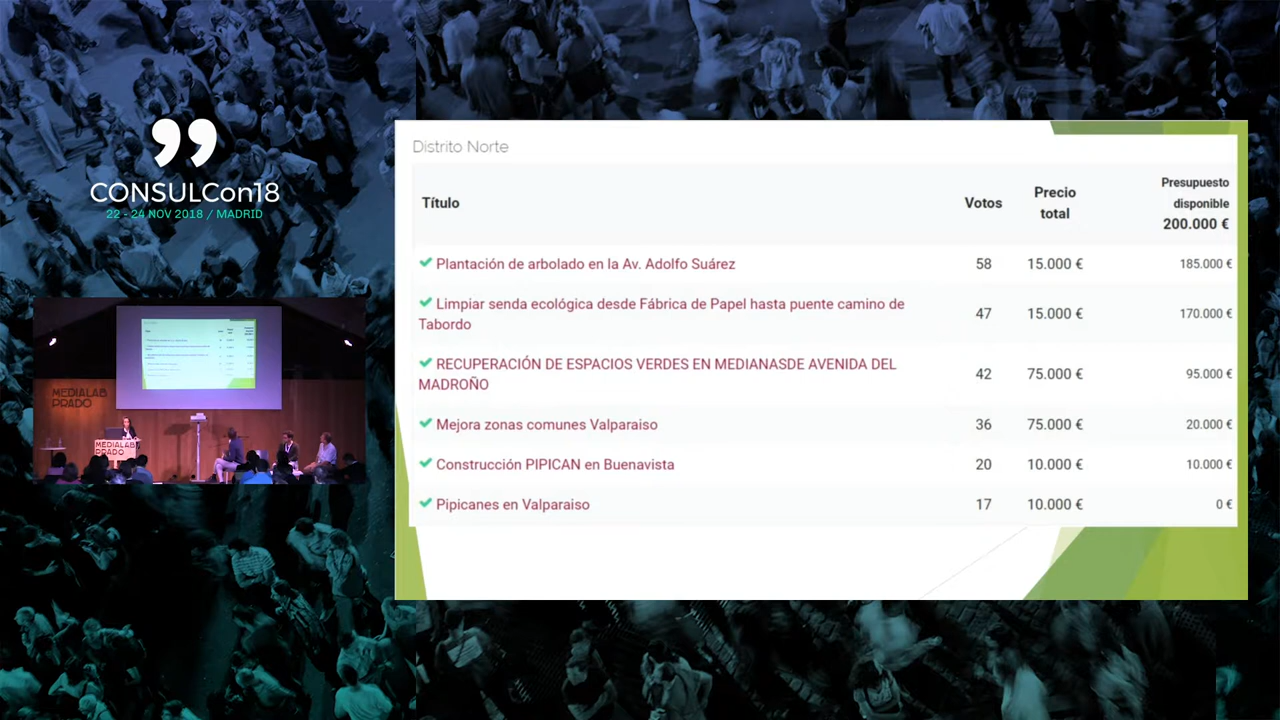 CONSULCon18
22 - 24 NOV 2018 / MADRID
MEDIALAB
PRADO
MEDIALAB
PRADO
Distrito Norte
Título Votos Precio total Presupuesto disponible 200.000 €
Plantación de arbolado en la Av. Adolfo Suárez 58 15.000 € 185.000 €
Limpiar senda ecológica desde Fábrica de Papel hasta puente camino de
Tabordo 47 15.000 € 170.000 €
RECUPERACIÓN DE ESPACIOS VERDES EN MEDIANASDE AVENIDA DEL
MADROÑO 42 75.000 € 95.000 €
Mejora zonas comunes Valparaiso 36 75.000 € 20.000 €
Construcción PIPICAN en Buenavista 20 10.000 € 10.000 €
Pipicanes en Valparaiso 17 10.000 € 0 €